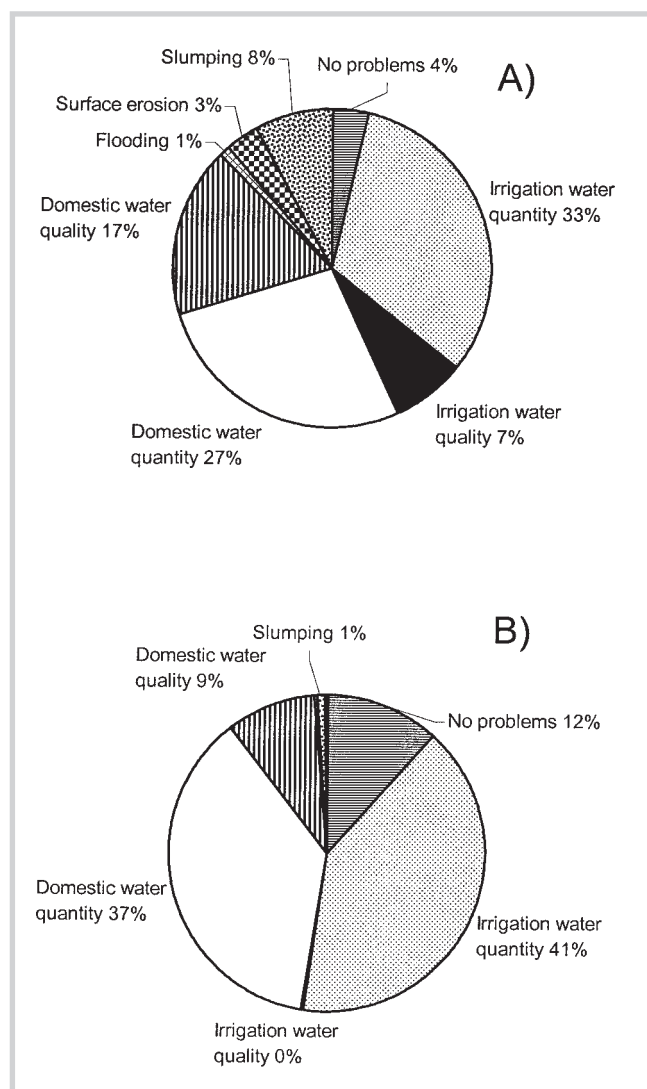 A)
Slumping 8%
No problems 4%
Surface erosion 3%
Flooding 1%
Domestic water
quality 17%
Irrigation water
quantity 33%
Irrigation water
quality 7%
Domestic water
quantity 27%
B)
Slumping 1%
Domestic water
quality 9%
No problems 12%
Domestic water
quantity 37%
Irrigation water
quantity 41%
Irrigation water
quality 0%